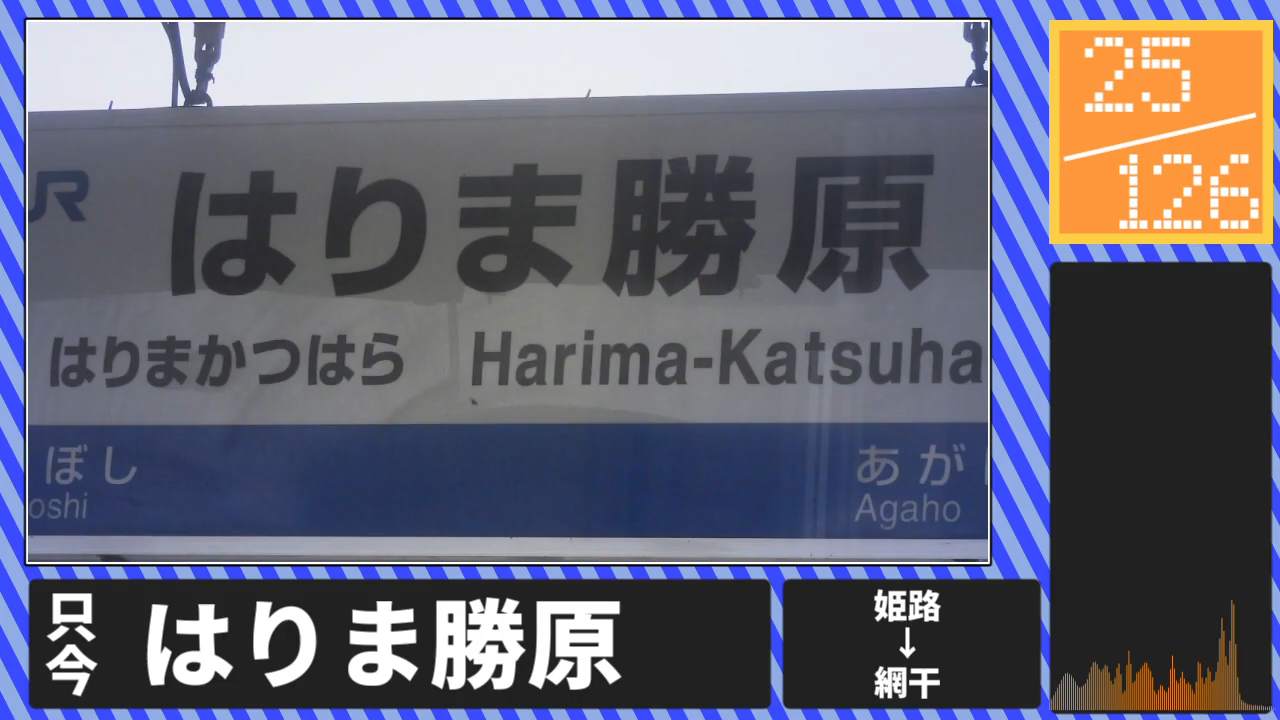 JR
はりま勝原
はりまかつはら Harima-Katsuha
ぼし
あが
oshi
Agaho
25
126
只今
はりま勝原
姫路
↓
網干